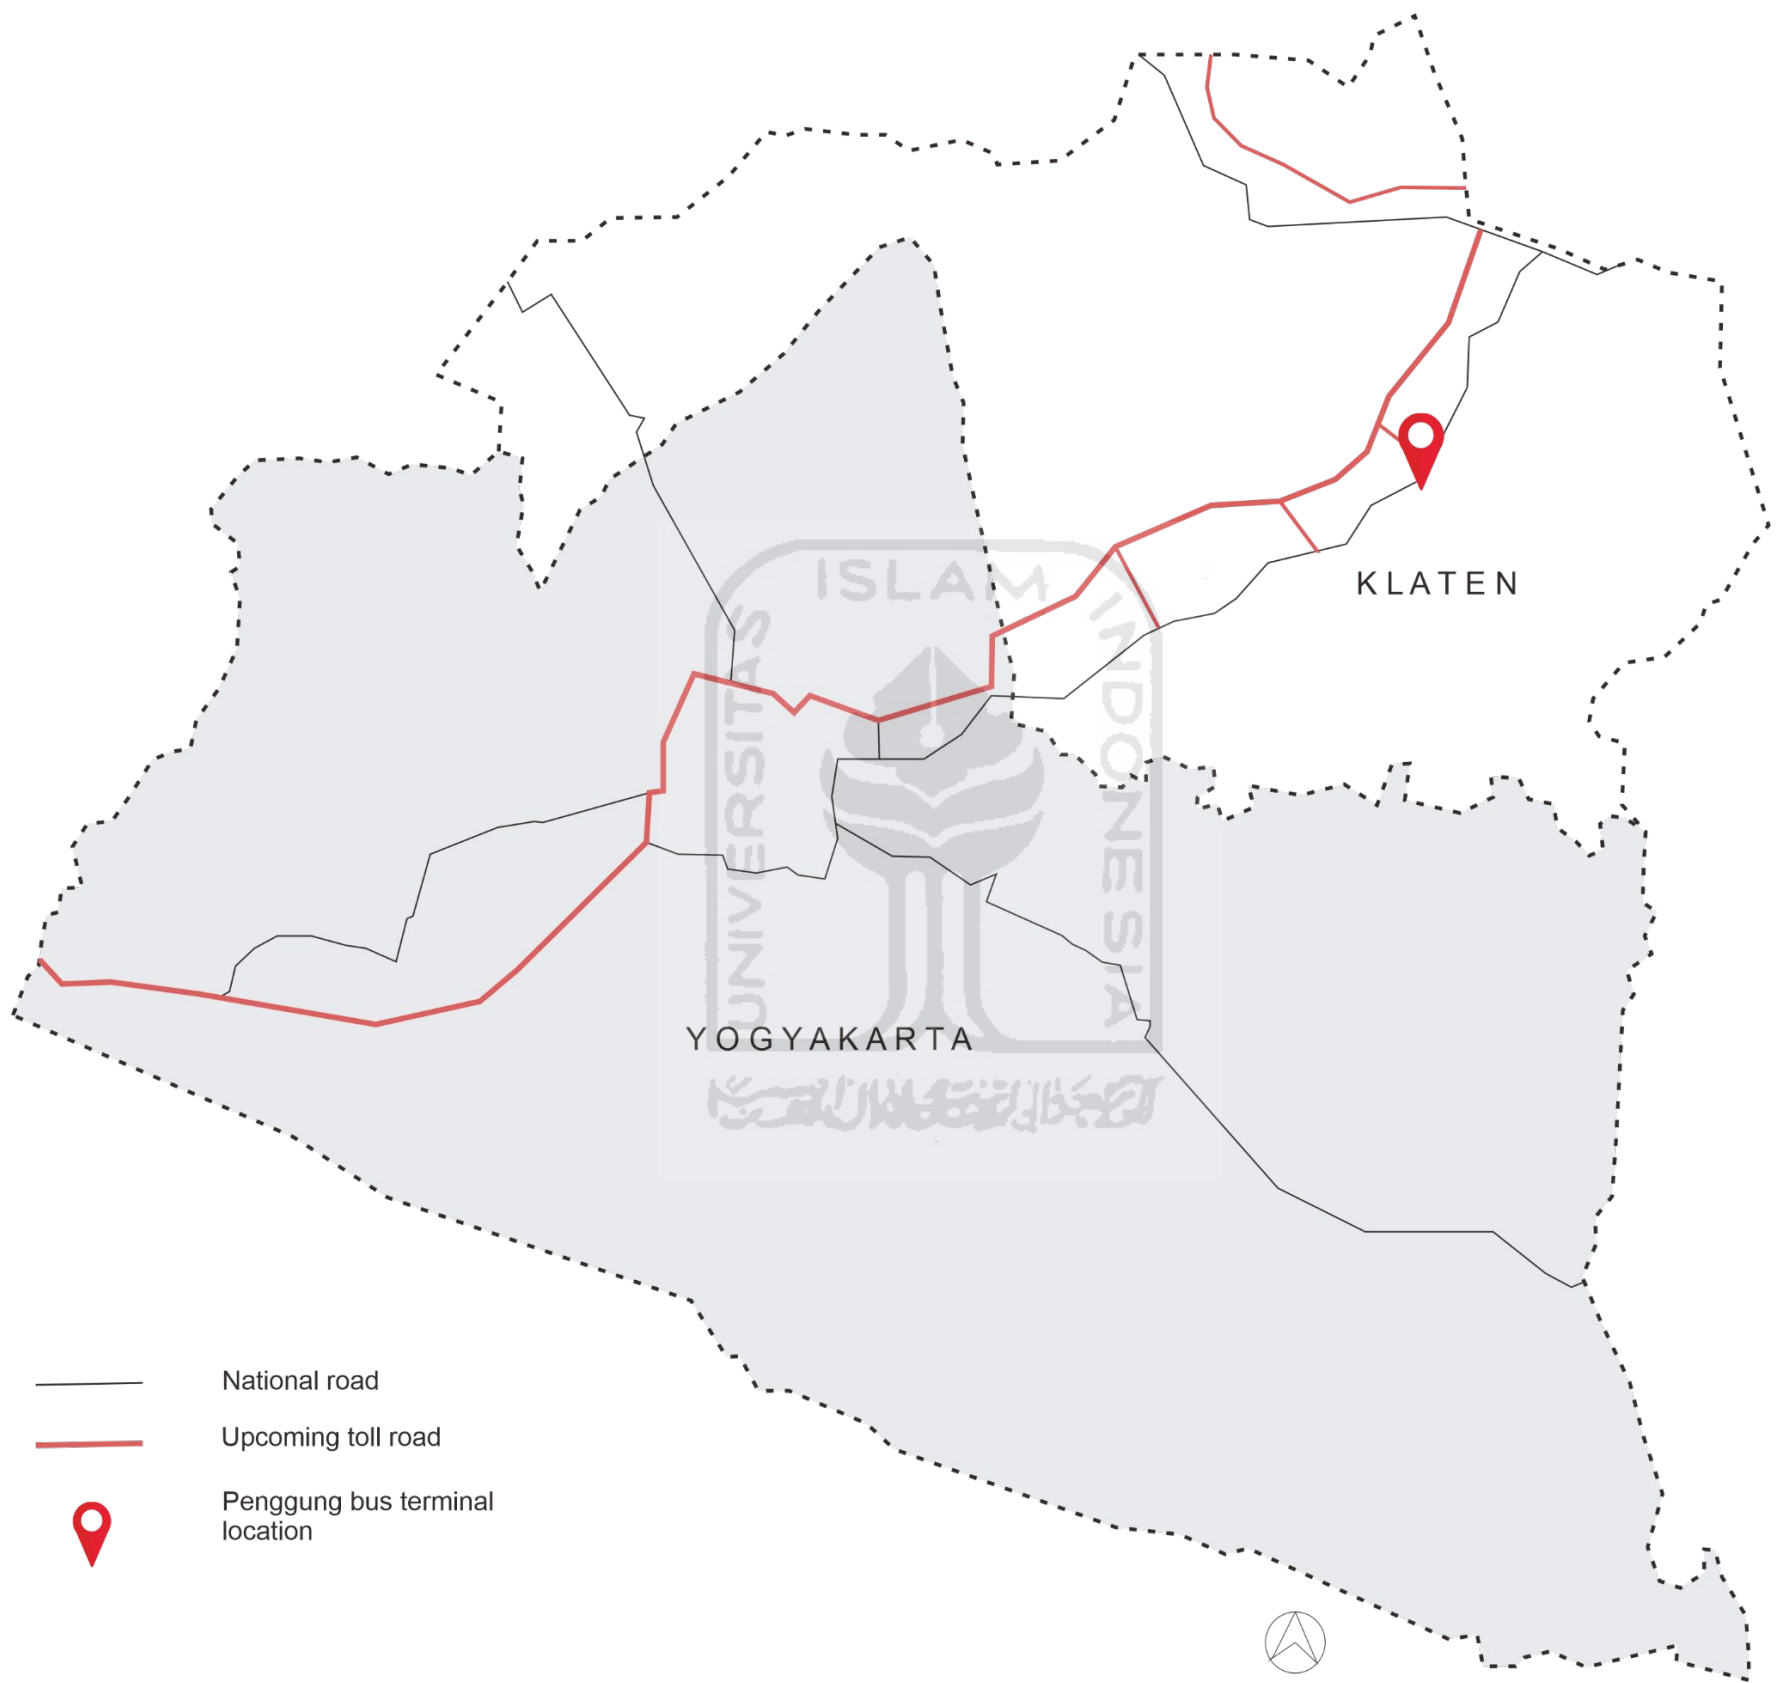 ISLAM
UNIVERSITAS
INDONESIA
KLATEN
YOGYAKARTA
National road
Upcoming toll road
Penggung bus terminal
location